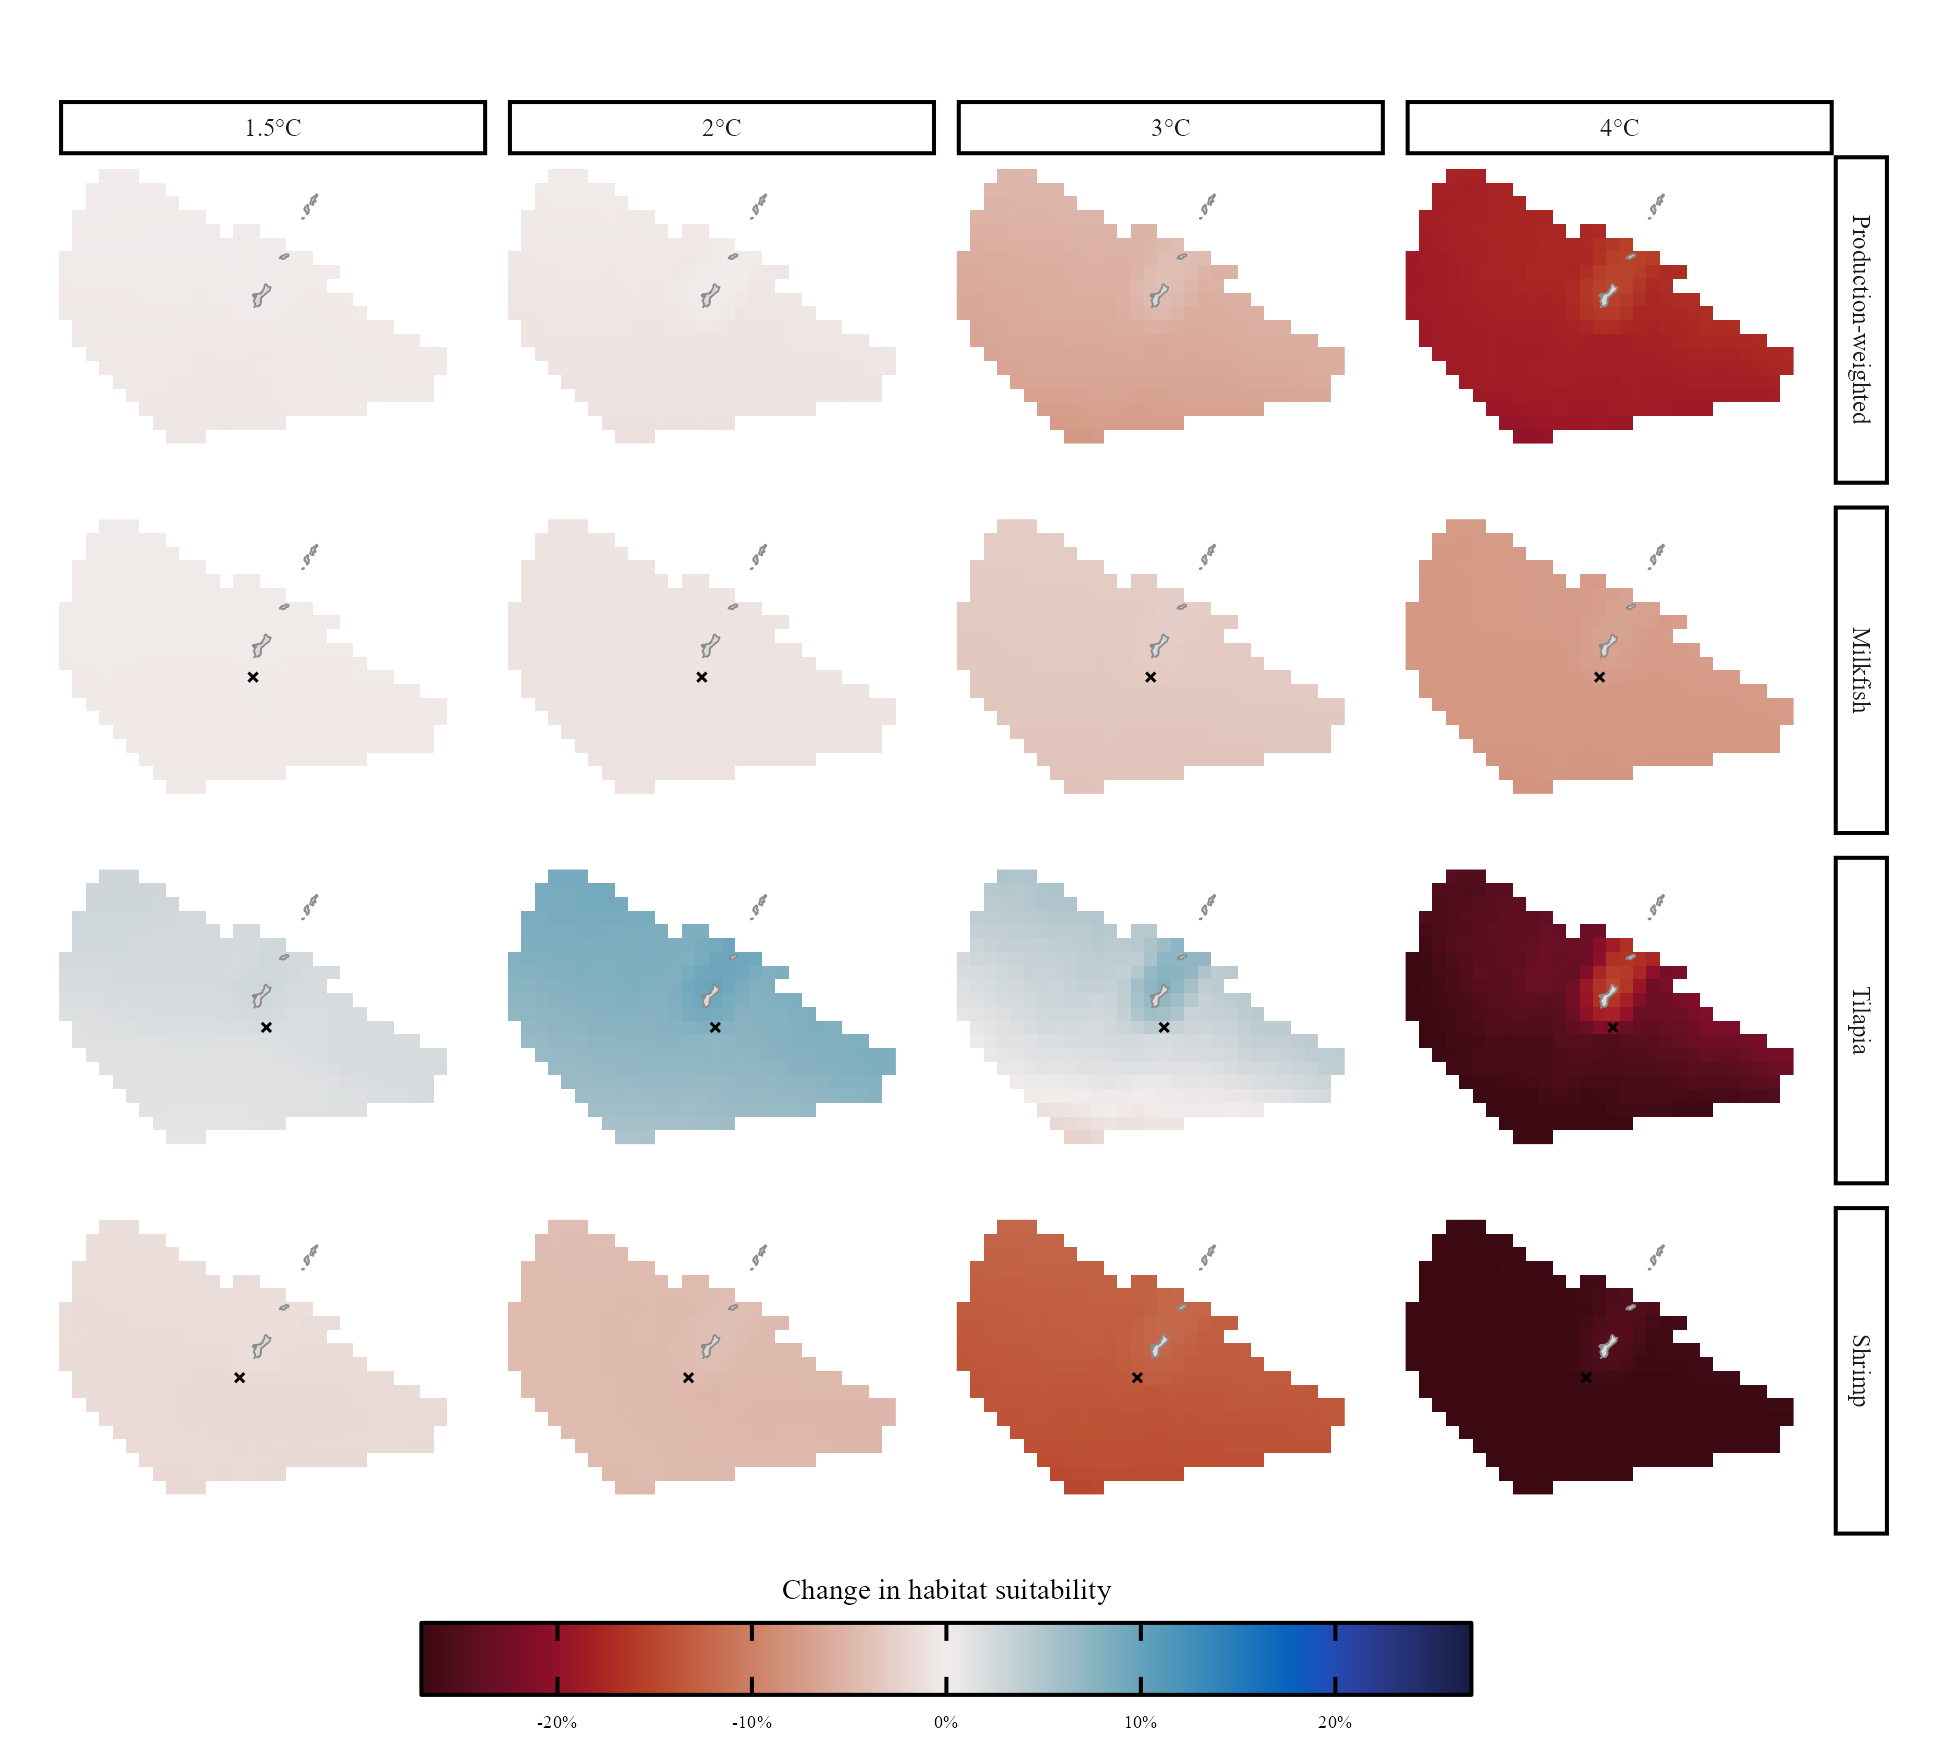 1.5°C
2°C
3°C
4°C
Production-weighted
Milkfish
Tilapia
Shrimp
Change in habitat suitability
-20%
-10%
0%
10%
20%